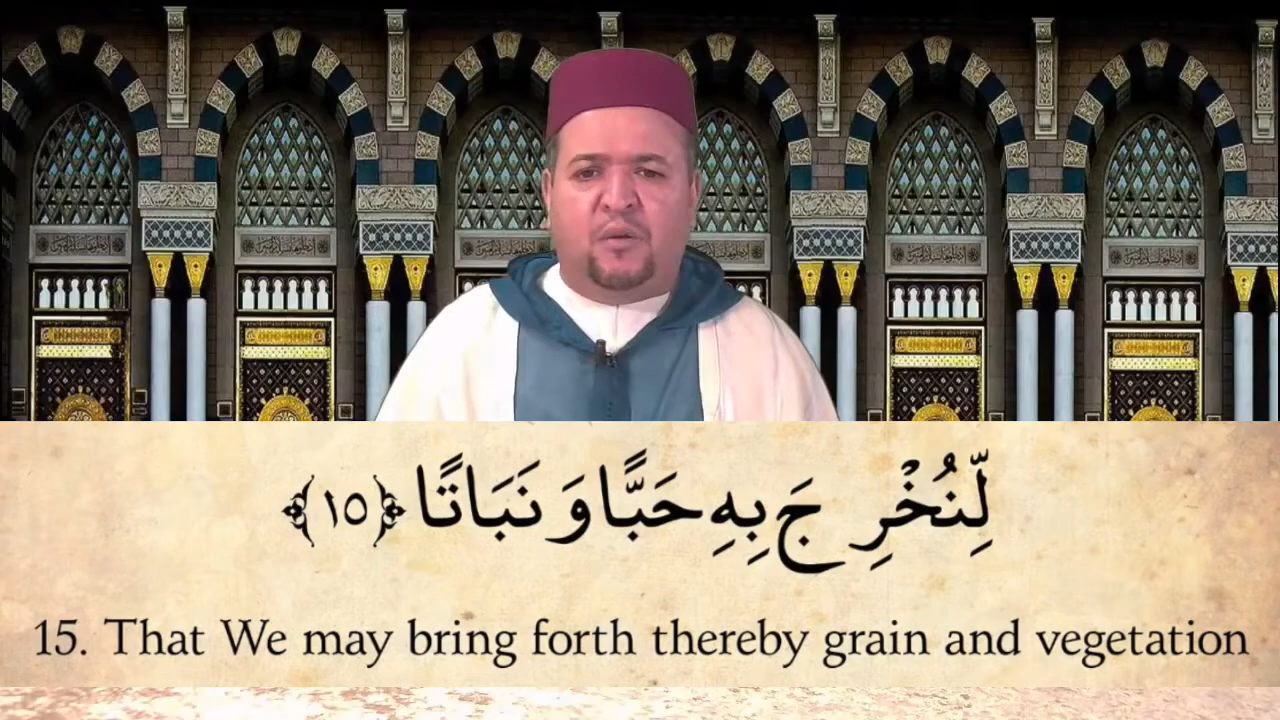 لِّنُخْرِجَ بِهِ حَبًّا وَنَبَاتًا ﴿١٥﴾
15. That We may bring forth thereby grain and vegetation